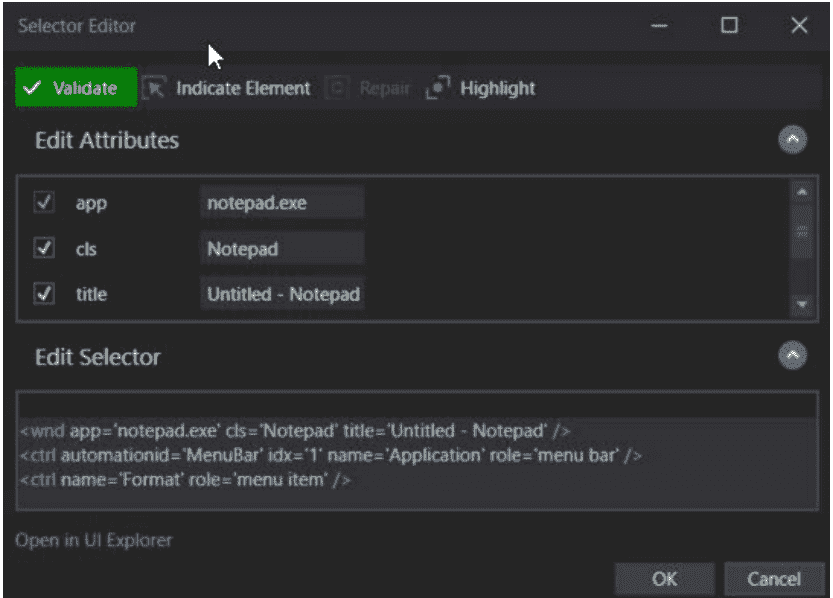 Selector Editor
Validate Indicate Element Repair Highlight
Edit Attributes
app notepad.exe
cls Notepad
title Untitled - Notepad
Edit Selector
<wnd app='notepad.exe' cls='Notepad' title='Untitled - Notepad' />
<ctrl automationid='MenuBar' idx='1' name='Application' role='menu bar' />
<ctrl name='Format' role='menu item' />
Open in UI Explorer
OK Cancel